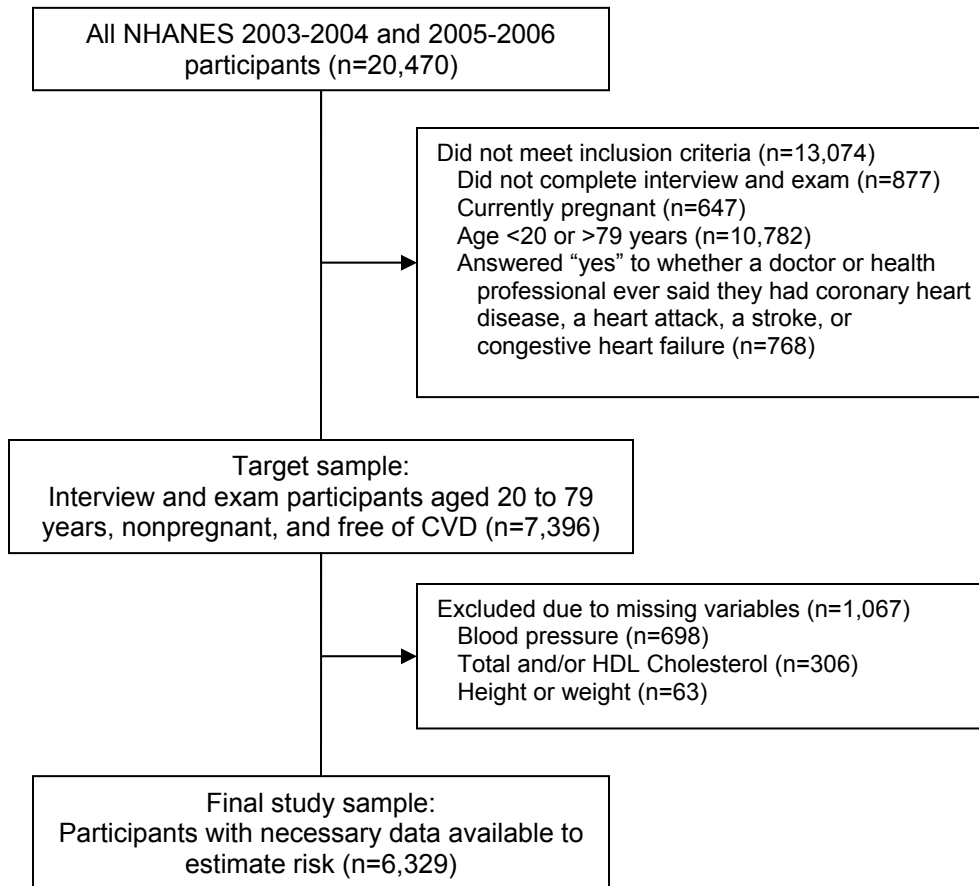 All NHANES 2003-2004 and 2005-2006
participants (n=20,470)
Did not meet inclusion criteria (n=13,074)
Did not complete interview and exam (n=877)
Currently pregnant (n=647)
Age <20 or >79 years (n=10,782)
Answered “yes” to whether a doctor or health
professional ever said they had coronary heart
disease, a heart attack, a stroke, or
congestive heart failure (n=768)
Target sample:
Interview and exam participants aged 20 to 79
years, nonpregnant, and free of CVD (n=7,396)
Excluded due to missing variables (n=1,067)
Blood pressure (n=698)
Total and/or HDL Cholesterol (n=306)
Height or weight (n=63)
Final study sample:
Participants with necessary data available to
estimate risk (n=6,329)